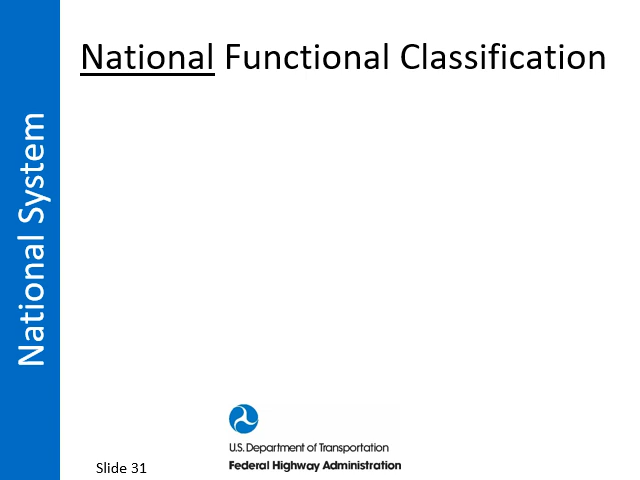 National Functional Classification
National System
U.S. Department of Transportation
Federal Highway Administration
Slide 31